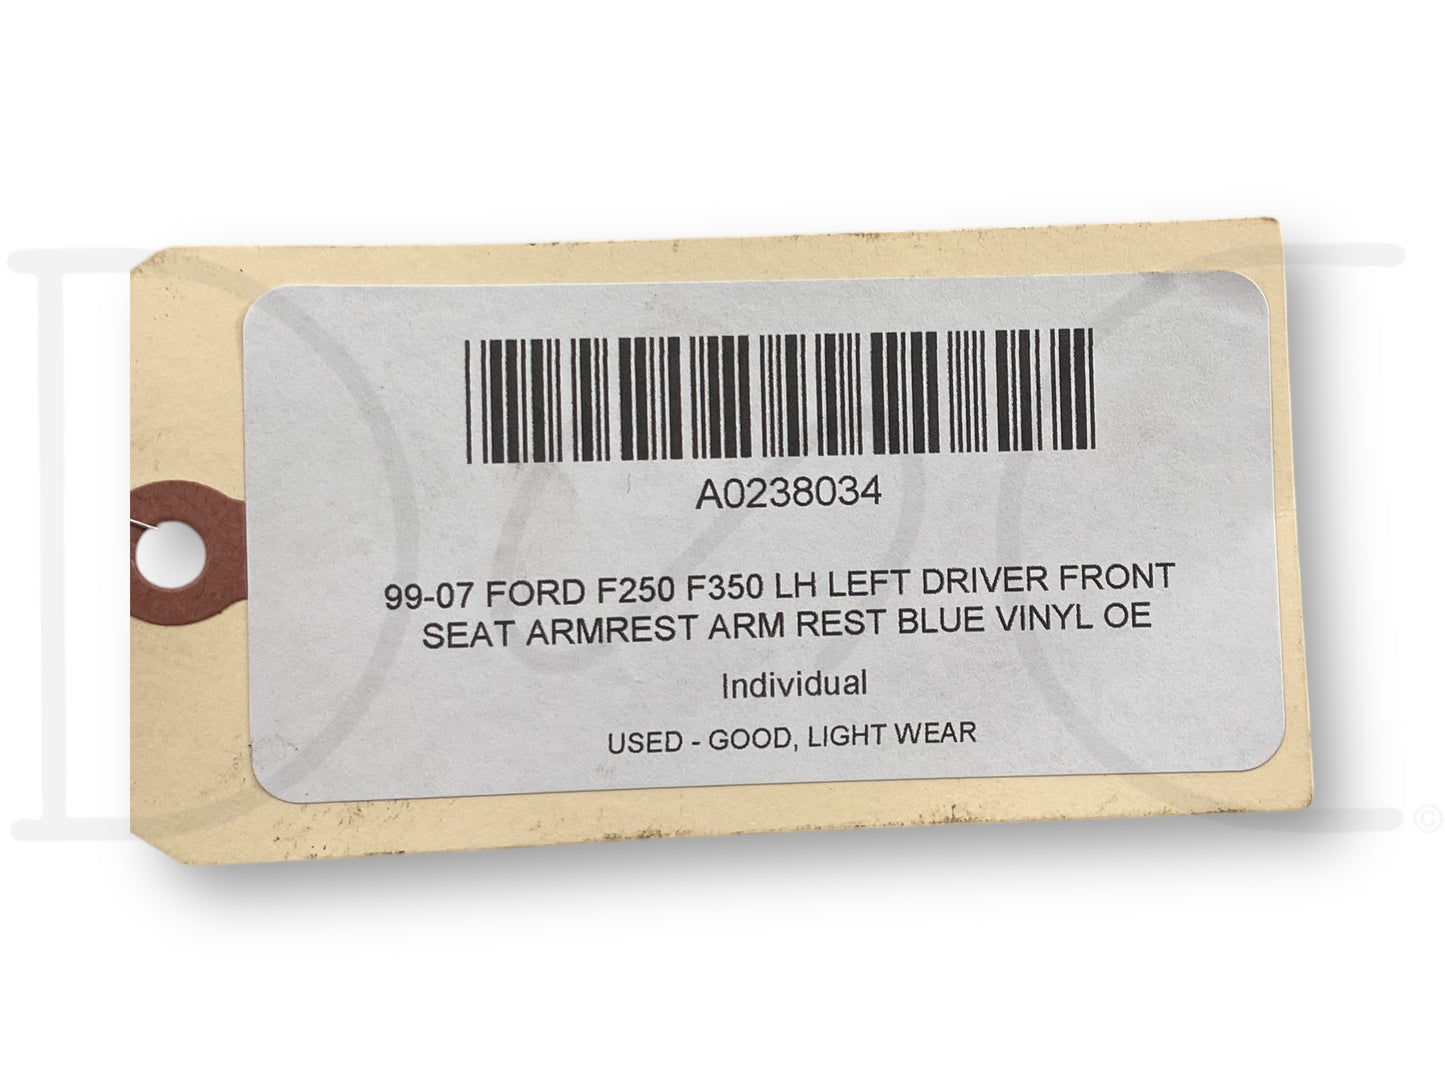 A0238034
99-07 FORD F250 F350 LH LEFT DRIVER FRONT
SEAT ARMREST ARM REST BLUE VINYL OE
Individual
USED - GOOD, LIGHT WEAR
©